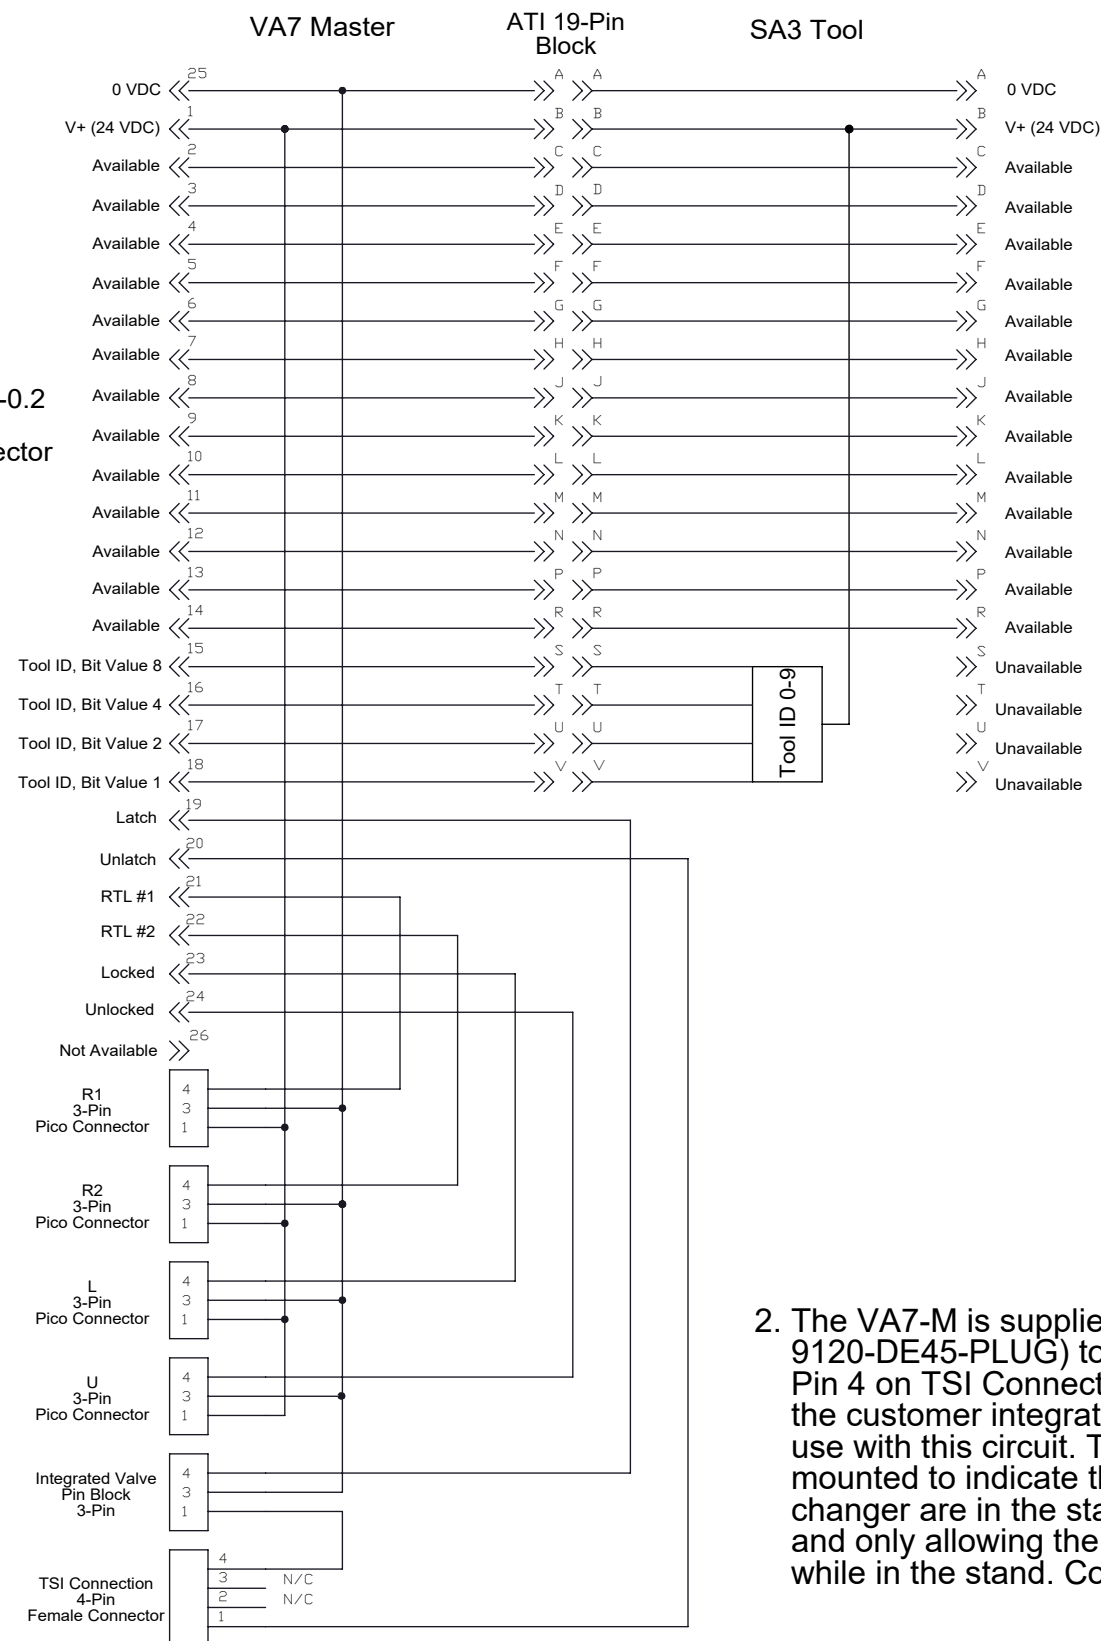 VA7 Master
ATI 19-Pin
Block
SA3 Tool
0 VDC 25 A A A 0 VDC
V+ (24 VDC) 1 B B B V+ (24 VDC)
Available 2 C C C Available
Available 3 D D D Available
Available 4 E E E Available
Available 5 F F F Available
Available 6 G G G Available
Available 7 H H H Available
-0.2
Available 8 J J J Available
ector
Available 9 K K K Available
Available 10 L L L Available
Available 11 M M M Available
Available 12 N N N Available
Available 13 P P P Available
Available 14 R R R Available
Tool ID, Bit Value 8 15 S S S Unavailable
Tool ID, Bit Value 4 16 T T T Unavailable
Tool ID, Bit Value 2 17 U U U Unavailable
Tool ID, Bit Value 1 18 V V V Unavailable
Tool ID 0-9
Latch 19
Unlatch 20
RTL #1 21
RTL #2 22
Locked 23
Unlocked 24
Not Available 26
R1
3-Pin
Pico Connector
4
3
1
R2
3-Pin
Pico Connector
4
3
1
L
3-Pin
Pico Connector
4
3
1
U
3-Pin
Pico Connector
4
3
1
Integrated Valve
Pin Block
3-Pin
4
3
1
TSI Connection
4-Pin
Female Connector
4
3 N/C
2 N/C
1
2. The VA7-M is supplie
9120-DE45-PLUG) to
Pin 4 on TSI Connect
the customer integrat
use with this circuit. T
mounted to indicate th
changer are in the sta
and only allowing the
while in the stand. Co